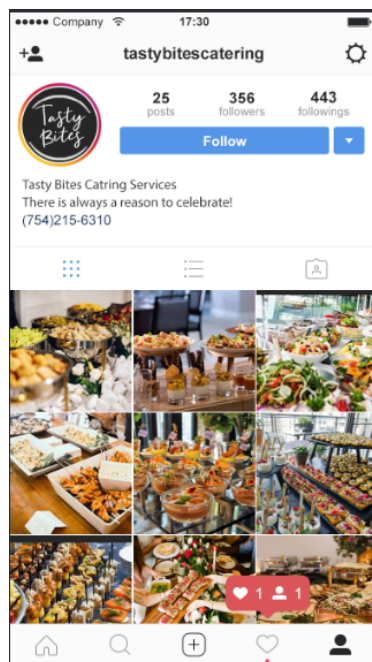 Company
17:30
tastybitescatering
Tasty
Bites
25
356
443
posts
followers
followings
Follow
Tasty Bites Catring Services
There is always a reason to celebrate!
(754)215-6310
1
1